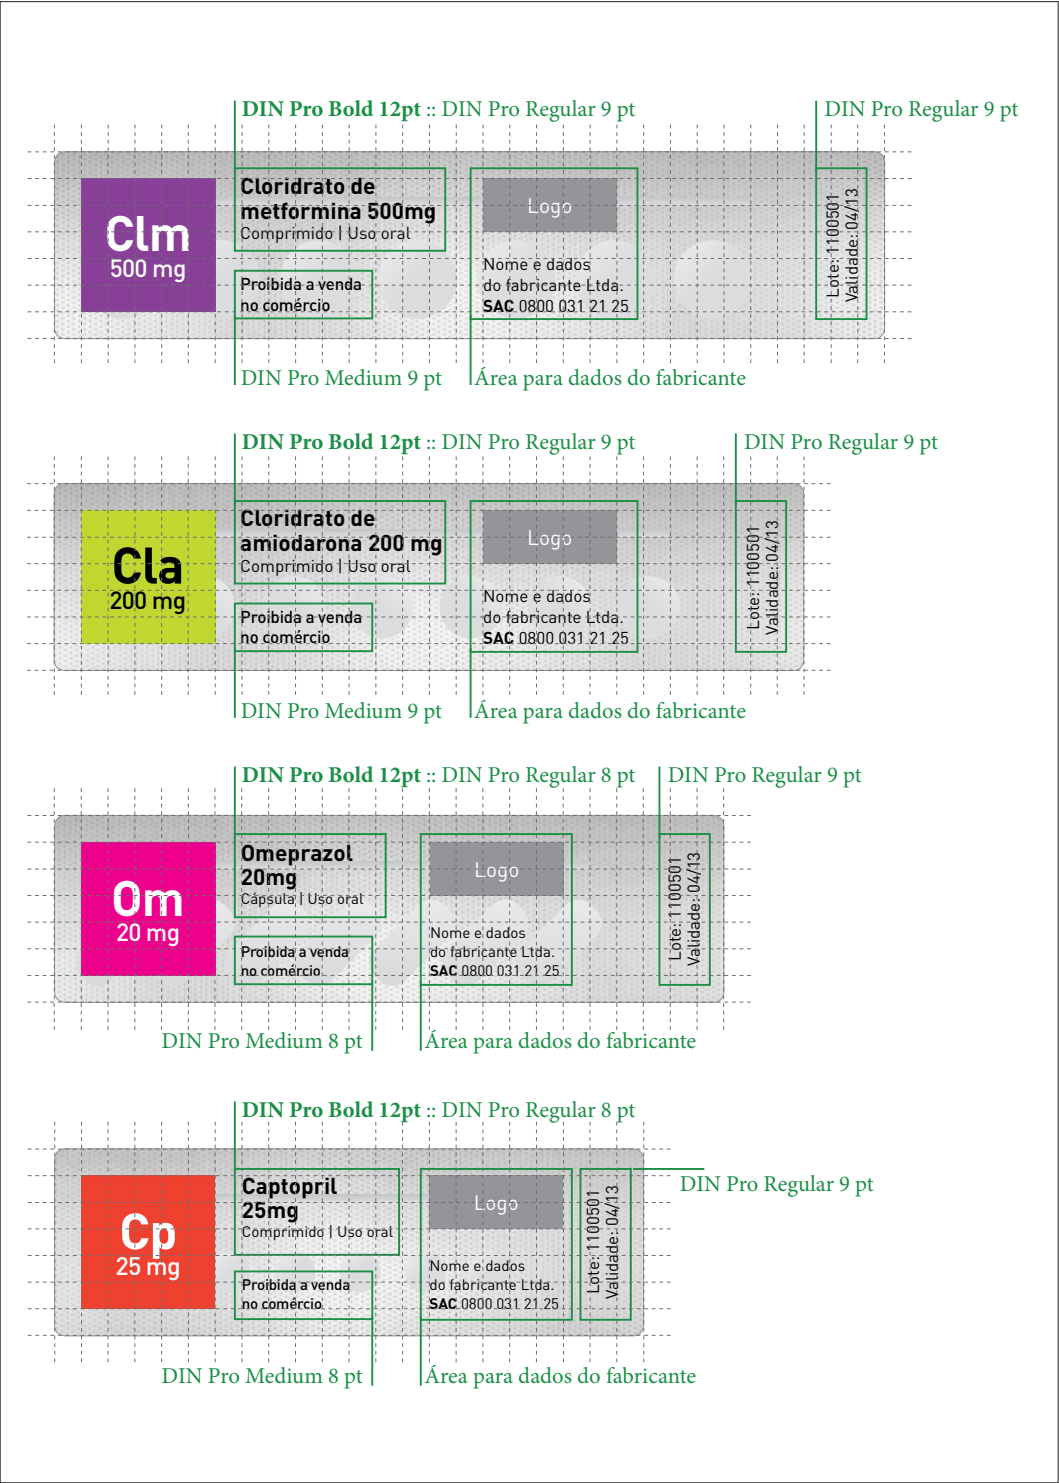 DIN Pro Bold 12pt :: DIN Pro Regular 9 pt
DIN Pro Regular 9 pt
Clm
500 mg
Cloridrato de
metformina 500mg
Comprimido | Uso oral
Proibida a venda
no comércio
Logo
Nome e dados
do fabricante Ltda.
SAC 0800 031 21 25
Lote: 1100501
Validade: 04/13
DIN Pro Medium 9 pt
Área para dados do fabricante
DIN Pro Bold 12pt :: DIN Pro Regular 9 pt
DIN Pro Regular 9 pt
Cla
200 mg
Cloridrato de
amiodarona 200 mg
Comprimido | Uso oral
Proibida a venda
no comércio
Logo
Nome e dados
do fabricante Ltda.
SAC 0800 031 21 25
Lote: 1100501
Validade: 04/13
DIN Pro Medium 9 pt
Área para dados do fabricante
DIN Pro Bold 12pt :: DIN Pro Regular 8 pt
DIN Pro Regular 9 pt
Om
20 mg
Omeprazol
20mg
Cápsula | Uso oral
Proibida a venda
no comércio
Logo
Nome e dados
do fabricante Ltda.
SAC 0800 031 21 25
Lote: 1100501
Validade: 04/13
DIN Pro Medium 8 pt
Área para dados do fabricante
DIN Pro Bold 12pt :: DIN Pro Regular 8 pt
DIN Pro Regular 9 pt
Cp
25 mg
Captopril
25mg
Comprimido | Uso oral
Proibida a venda
no comércio
Logo
Nome e dados
do fabricante Ltda.
SAC 0800 031 21 25
Lote: 1100501
Validade: 04/13
DIN Pro Medium 8 pt
Área para dados do fabricante